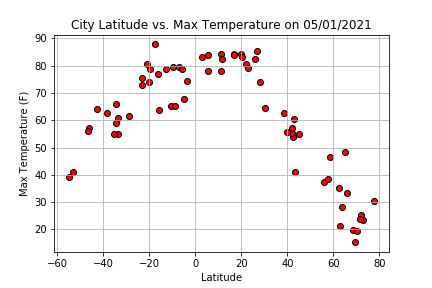 City Latitude vs. Max Temperature on 05/01/2021
Max Temperature (F)
90
80
70
60
50
40
30
20
−60 −40 −20 0 20 40 60 80
Latitude